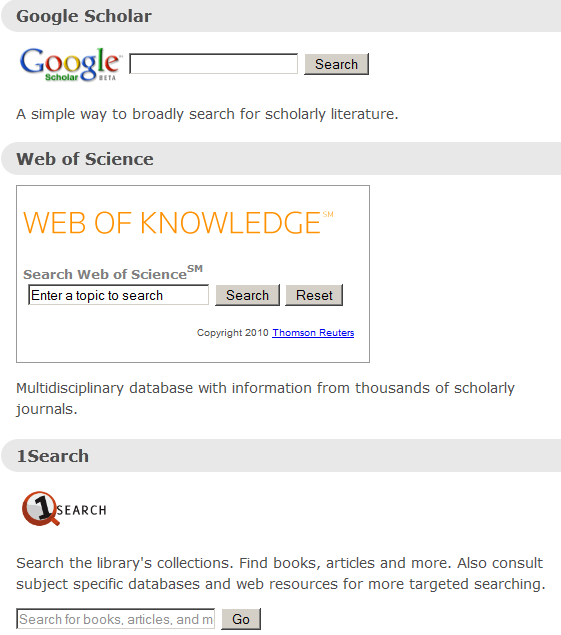 Google Scholar
Google™ Search
Scholar BETA
A simple way to broadly search for scholarly literature.
Web of Science
WEB OF KNOWLEDGE℠
Search Web of Science℠
Enter a topic to search Search Reset
Copyright 2010 Thomson Reuters
Multidisciplinary database with information from thousands of scholarly
journals.
1Search
1 SEARCH
Search the library's collections. Find books, articles and more. Also consult
subject specific databases and web resources for more targeted searching.
Search for books, articles, and m Go